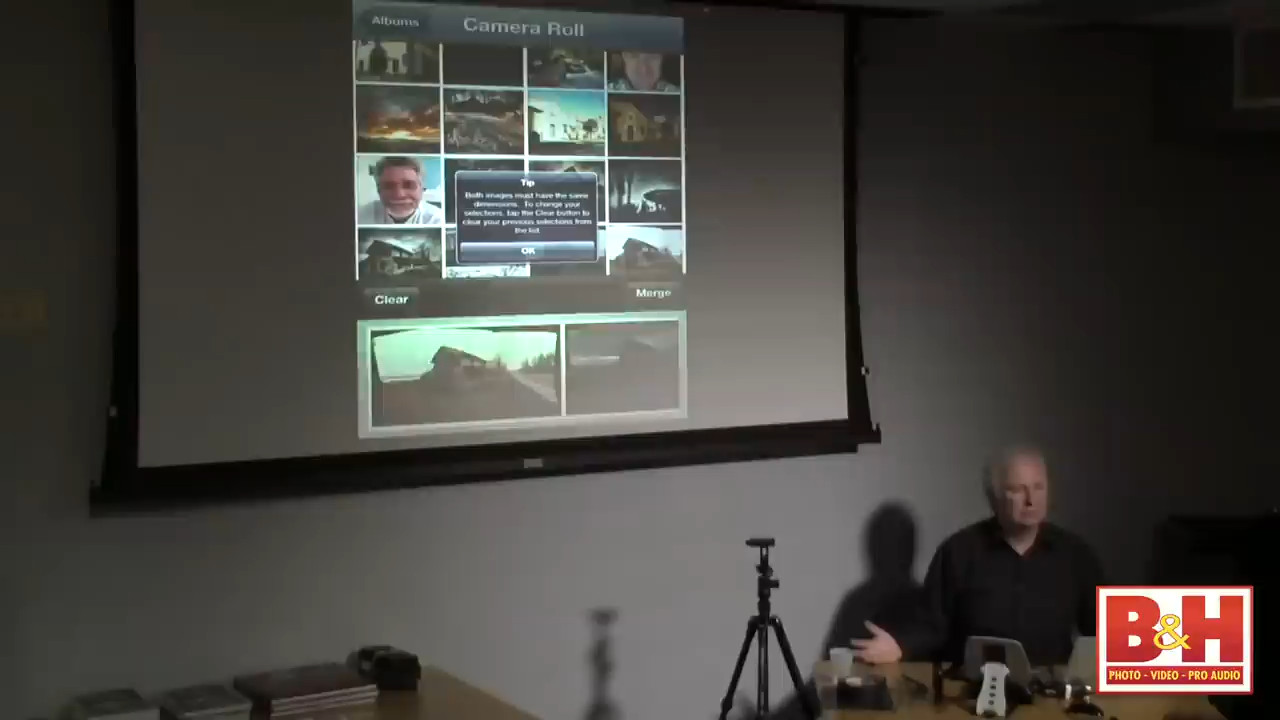 Albums
Camera Roll
Tip
Both images must have the same
dimensions. To change your
selections, tap the Clear button to
clear your previous selections from
the list.
OK
Clear
Merge
B&H
PHOTO - VIDEO - PRO AUDIO